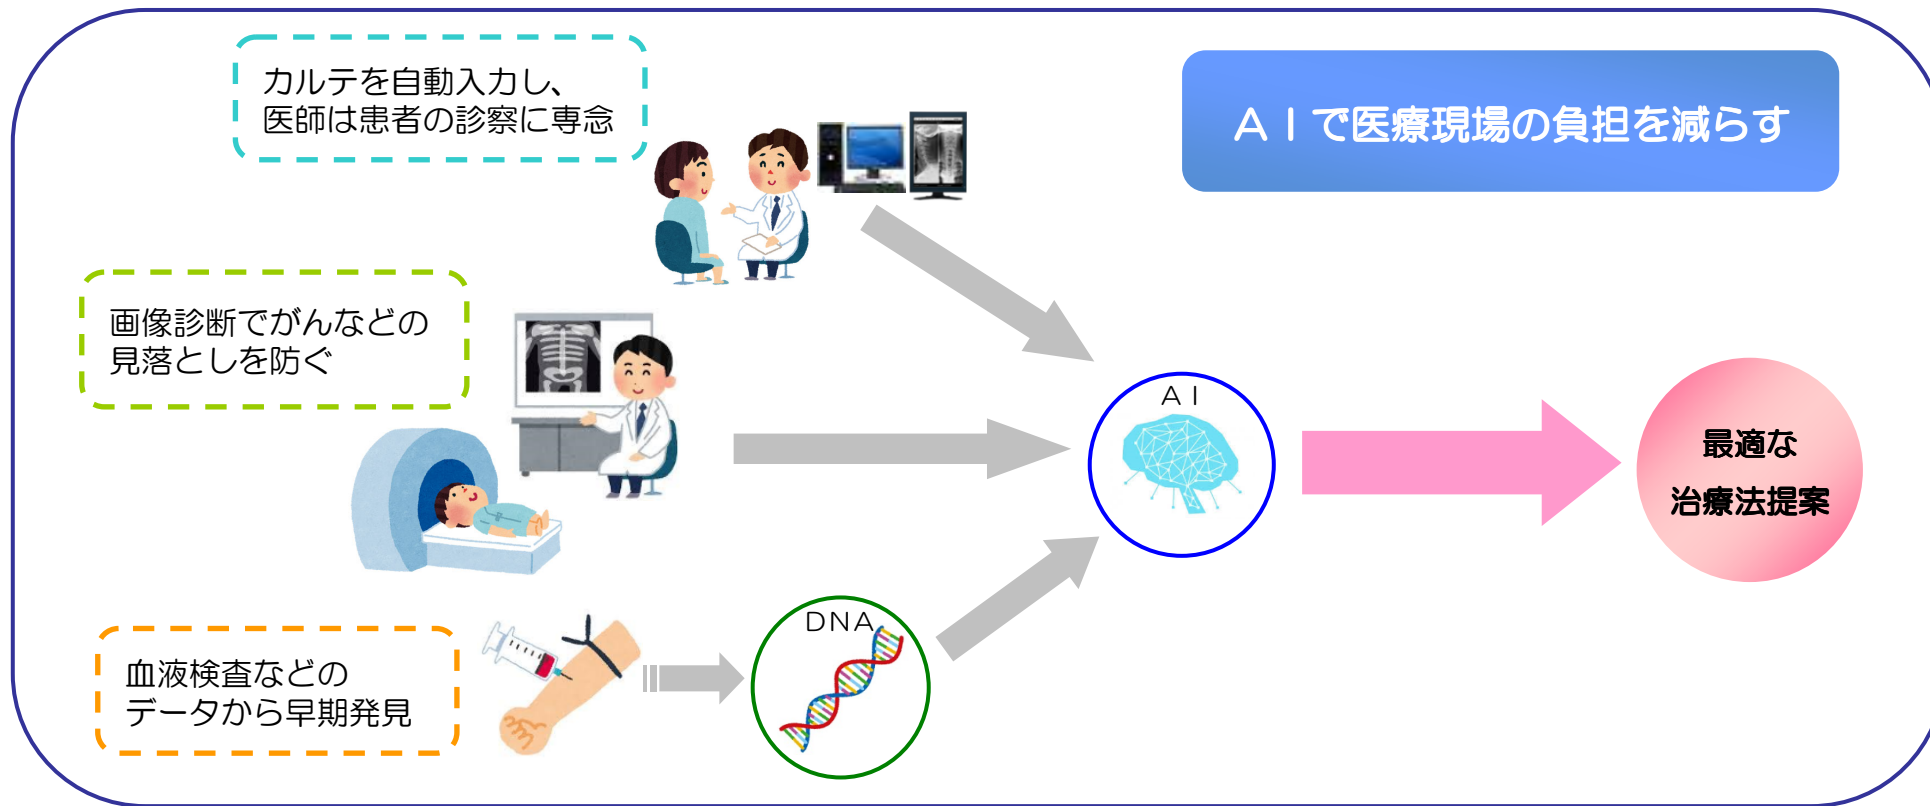 カルテを自動入力し、
医師は患者の診察に専念
ＡＩで医療現場の負担を減らす
画像診断でがんなどの
見落としを防ぐ
ＡＩ
最適な
治療法提案
ＤＮＡ
血液検査などの
データから早期発見